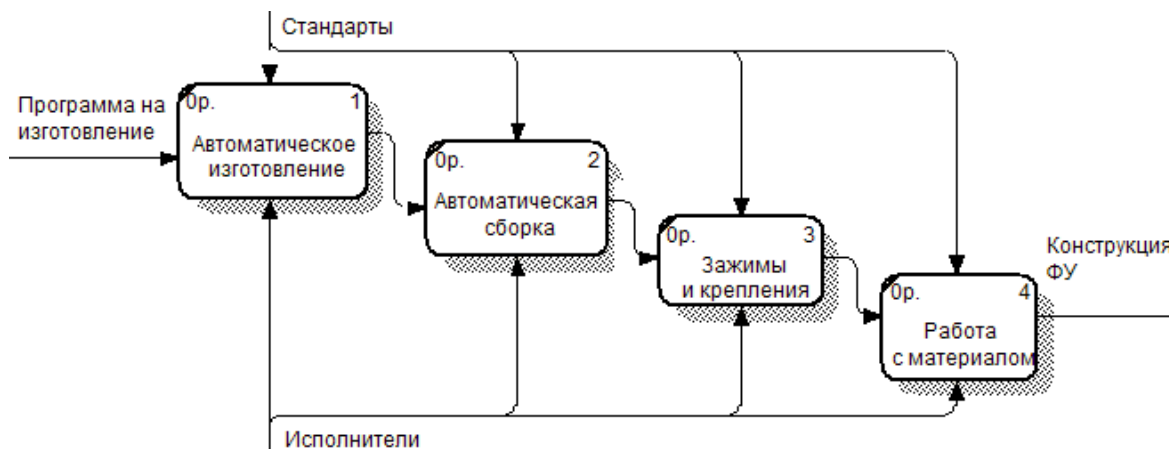 Стандарты
Программа на
изготовление
0р. 1
Автоматическое
изготовление
0р. 2
Автоматическая
сборка
0р. 3
Зажимы
и крепления
Конструкция
ФУ
0р. 4
Работа
с материалом
Исполнители